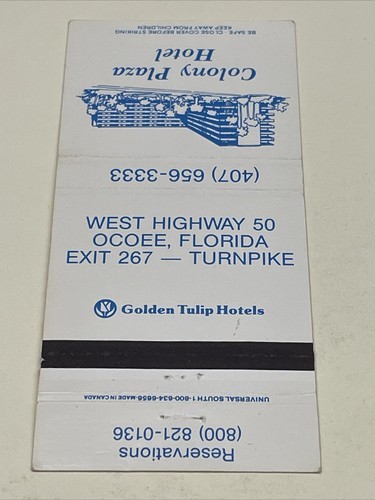 BE SAFE - CLOSE COVER BEFORE STRIKING
KEEP AWAY FROM CHILDREN
Colony Plaza
Hotel
(407) 656-3333
WEST HIGHWAY 50
OCOEE, FLORIDA
EXIT 267 — TURNPIKE
Golden Tulip Hotels
UNIVERSAL SOUTH 1-800-634-6656 MADE IN CANADA
Reservations
(800) 821-0136